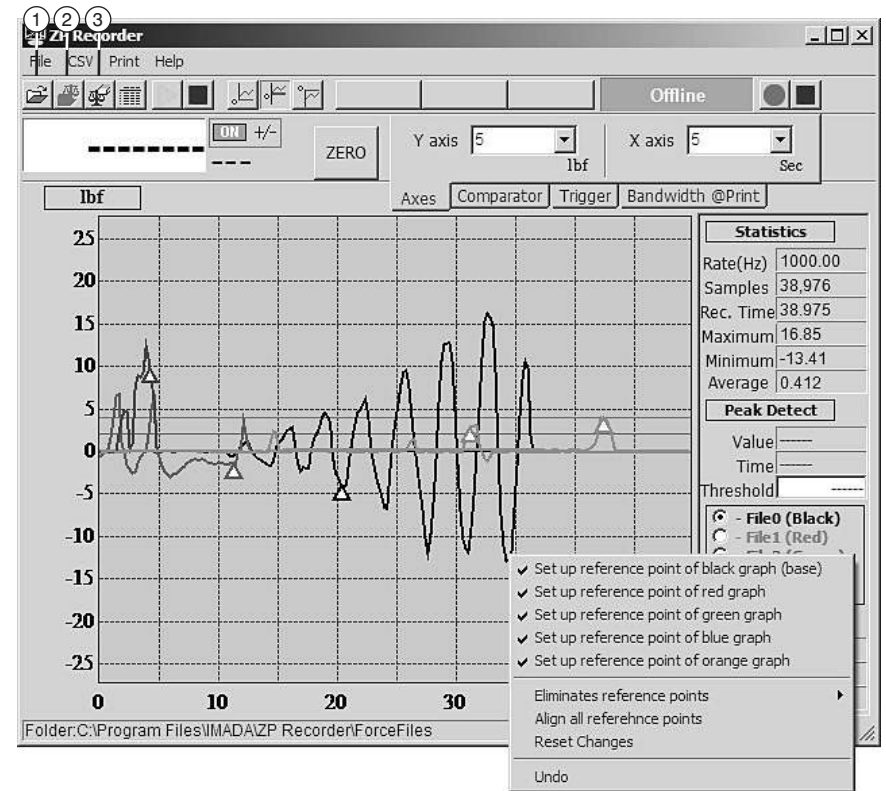 1 2 3
ZP Recorder
File CSV Print Help
Offline
ON +/-
--------
---
ZERO
Y axis 5 lbf
X axis 5 Sec
Axes Comparator Trigger Bandwidth @Print
lbf
25
20
15
10
5
0
-5
-10
-15
-20
-25
0 10 20 30
Statistics
Rate(Hz) 1000.00
Samples 38,976
Rec. Time 38.975
Maximum 16.85
Minimum -13.41
Average 0.412
Peak Detect
Value ------
Time ------
Threshold ------
- File0 (Black)
- File1 (Red)
Set up reference point of black graph (base)
Set up reference point of red graph
Set up reference point of green graph
Set up reference point of blue graph
Set up reference point of orange graph
Eliminates reference points
Align all referehnce points
Reset Changes
Undo
Folder:C:\Program Files\IMADA\ZP Recorder\ForceFiles